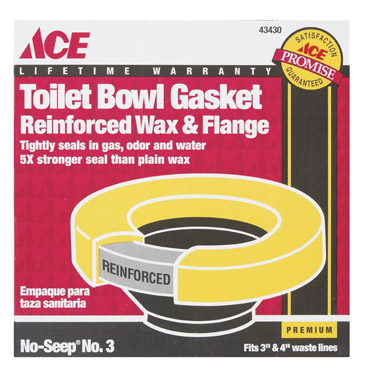 ACE
43430
SATISFACTION
ACE
PROMISE
GUARANTEED
LIFETIME WARRANTY
Toilet Bowl Gasket
Reinforced Wax & Flange
Tightly seals in gas, odor and water
5X stronger seal than plain wax
REINFORCED
Empaque para
taza sanitaria
PREMIUM
No-Seep® No. 3
Fits 3" & 4" waste lines